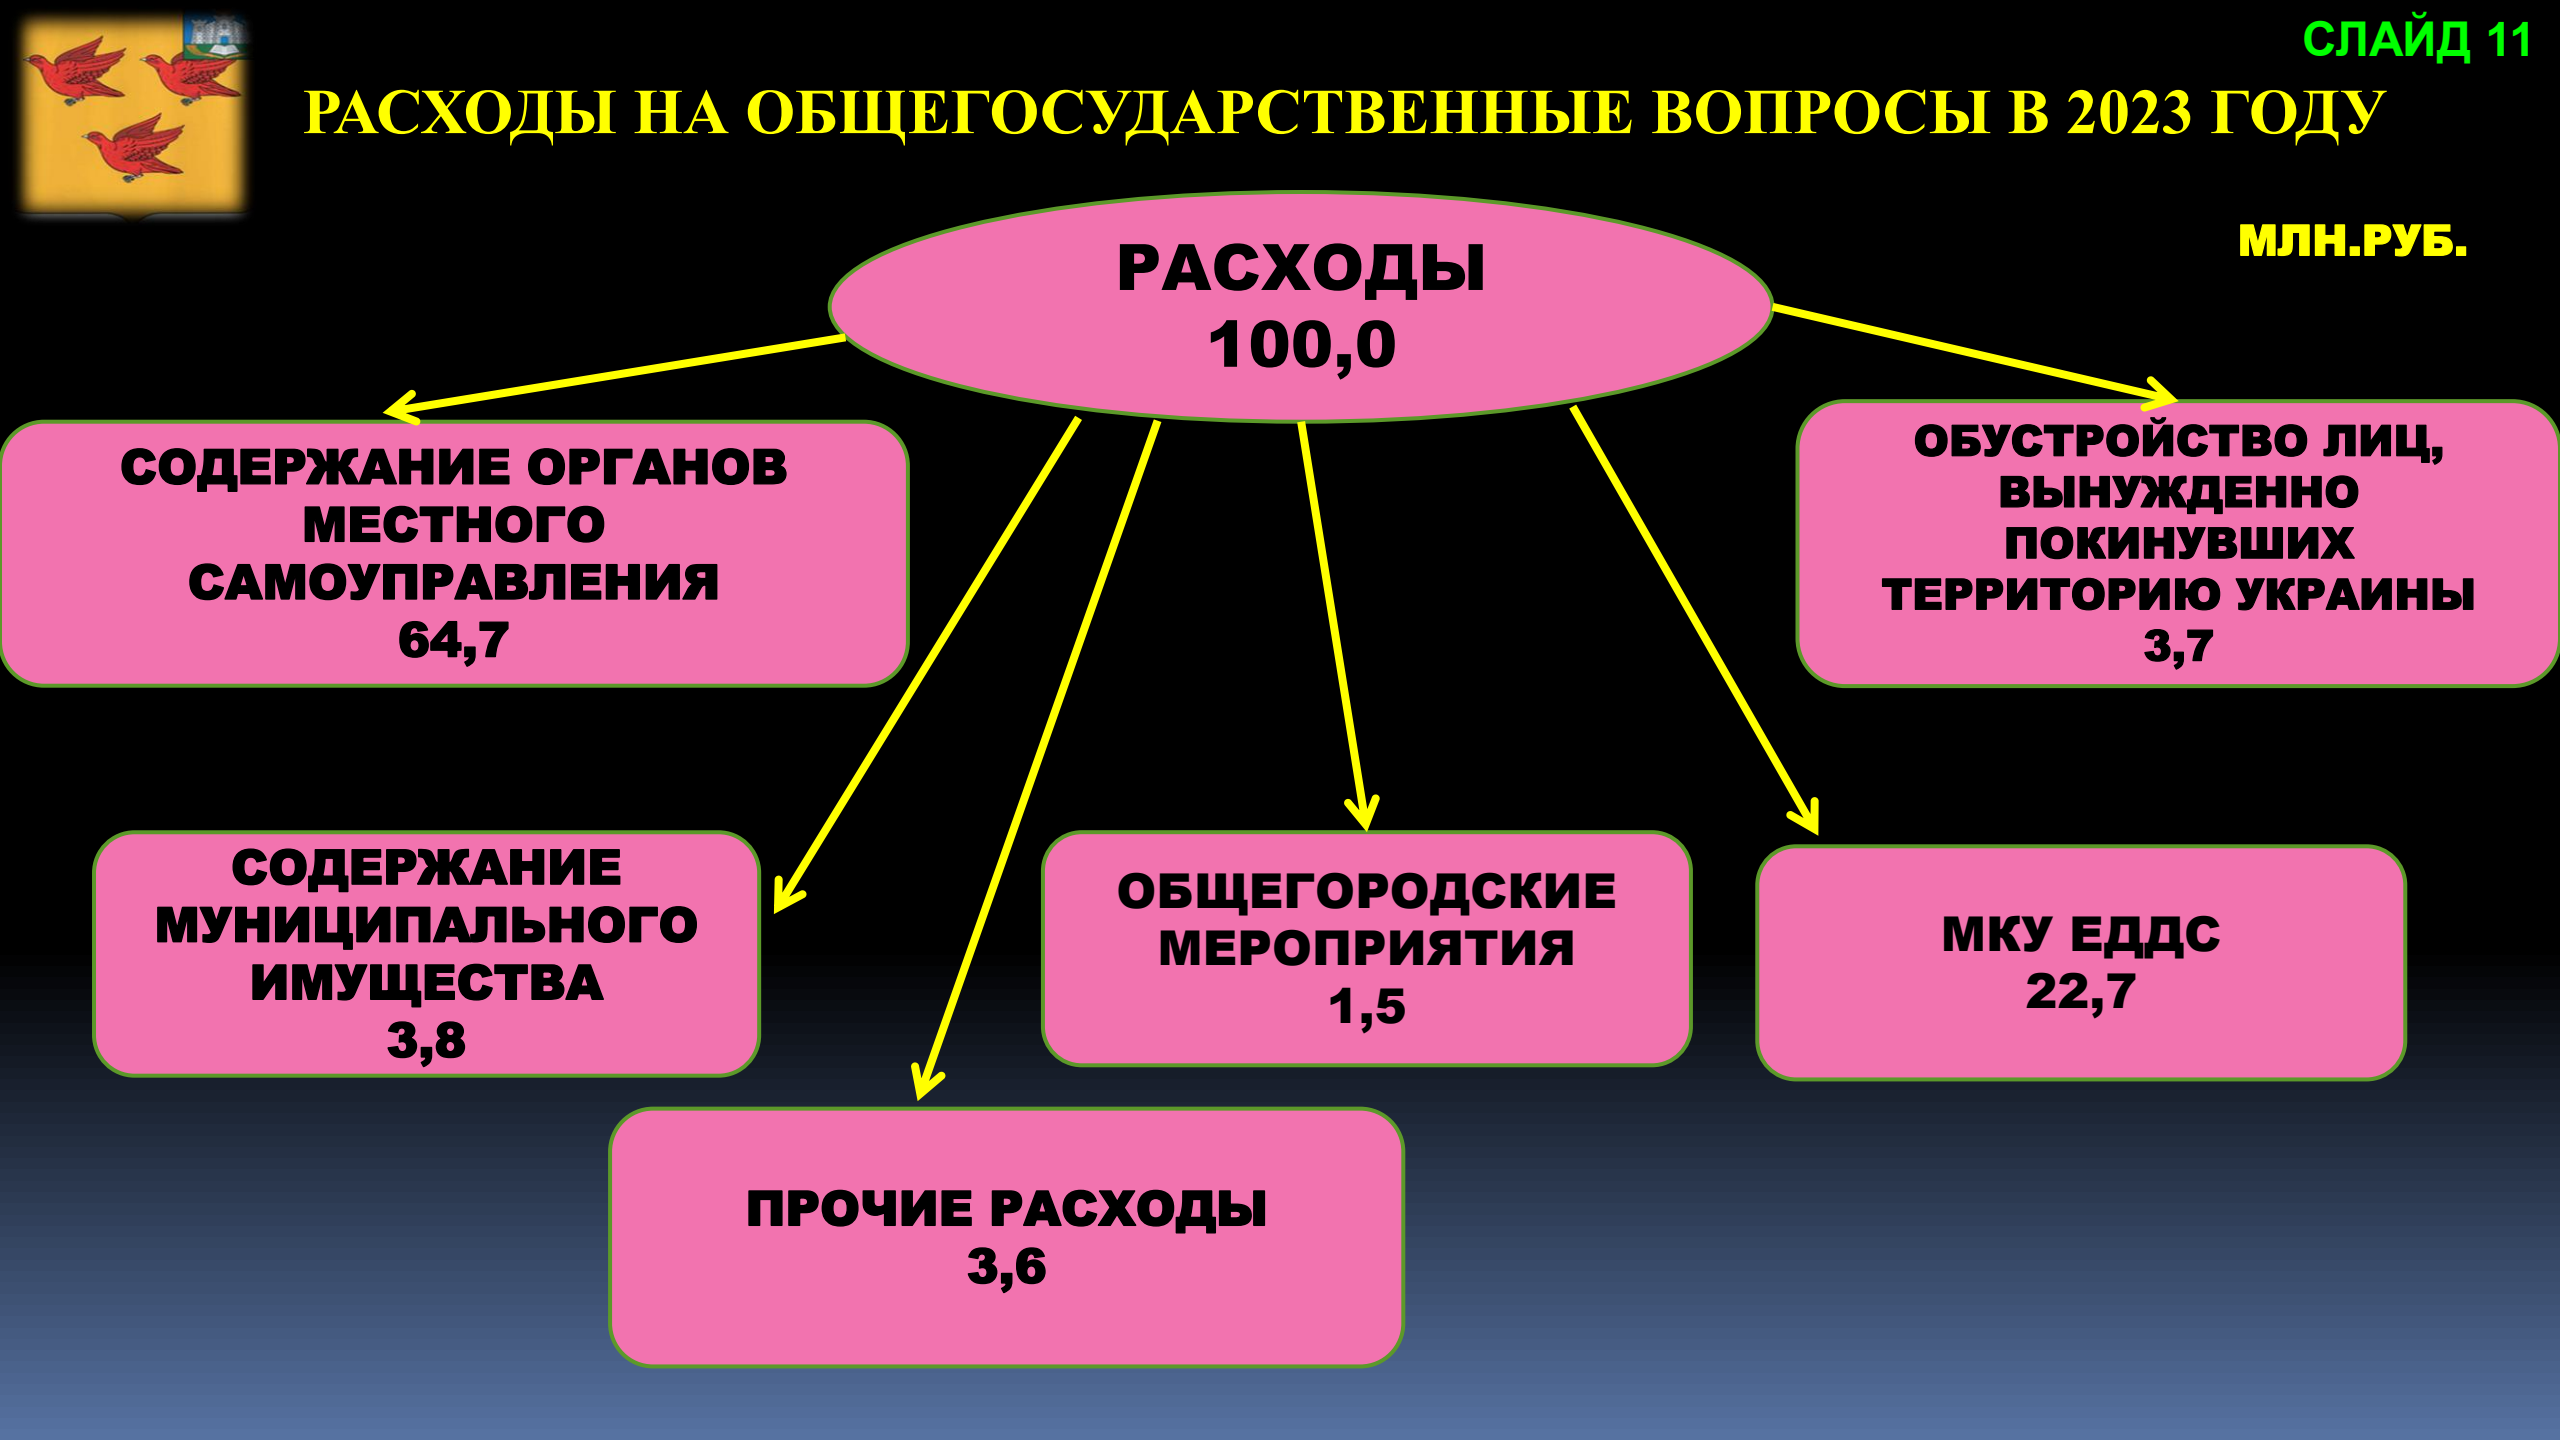 СЛАЙД 11
РАСХОДЫ НА ОБЩЕГОСУДАРСТВЕННЫЕ ВОПРОСЫ В 2023 ГОДУ
МЛН.РУБ.
РАСХОДЫ
100,0
СОДЕРЖАНИЕ ОРГАНОВ
МЕСТНОГО
САМОУПРАВЛЕНИЯ
64,7
ОБУСТРОЙСТВО ЛИЦ,
ВЫНУЖДЕННО
ПОКИНУВШИХ
ТЕРРИТОРИЮ УКРАИНЫ
3,7
СОДЕРЖАНИЕ
МУНИЦИПАЛЬНОГО
ИМУЩЕСТВА
3,8
ОБЩЕГОРОДСКИЕ
МЕРОПРИЯТИЯ
1,5
МКУ ЕДДС
22,7
ПРОЧИЕ РАСХОДЫ
3,6